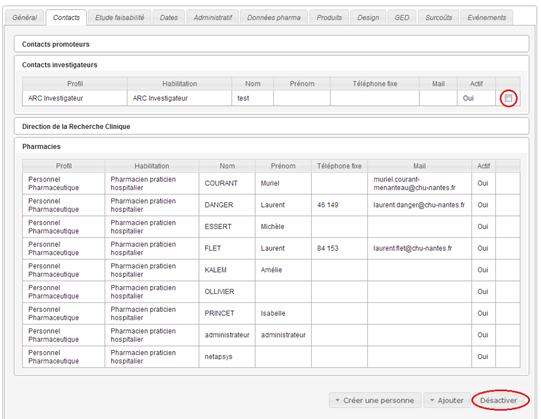 Général Contacts Etude faisabilité Dates Administratif Données pharma Produits Design GED Surcoûts Evénements
Contacts promoteurs
Contacts investigateurs
Profil Habilitation Nom Prénom Téléphone fixe Mail Actif
ARC Investigateur ARC Investigateur test Oui
Direction de la Recherche Clinique
Pharmacies
Profil Habilitation Nom Prénom Téléphone fixe Mail Actif
Personnel Pharmaceutique Pharmacien praticien hospitalier COURANT Muriel muriel.courant-menanteau@chu-nantes.fr Oui
Personnel Pharmaceutique Pharmacien praticien hospitalier DANGER Laurent 46 149 laurent.danger@chu-nantes.fr Oui
Personnel Pharmaceutique Pharmacien praticien hospitalier ESSERT Michèle Oui
Personnel Pharmaceutique Pharmacien praticien hospitalier FLET Laurent 84 153 laurent.flet@chu-nantes.fr Oui
Personnel Pharmaceutique Pharmacien praticien hospitalier KALEM Amélie Oui
Personnel Pharmaceutique Pharmacien praticien hospitalier OLLIVIER Oui
Personnel Pharmaceutique Pharmacien praticien hospitalier PRINCET Isabelle Oui
Personnel Pharmaceutique Pharmacien praticien hospitalier administrateur administrateur Oui
Personnel Pharmaceutique Pharmacien praticien hospitalier netapsys Oui
Créer une personne Ajouter Désactiver